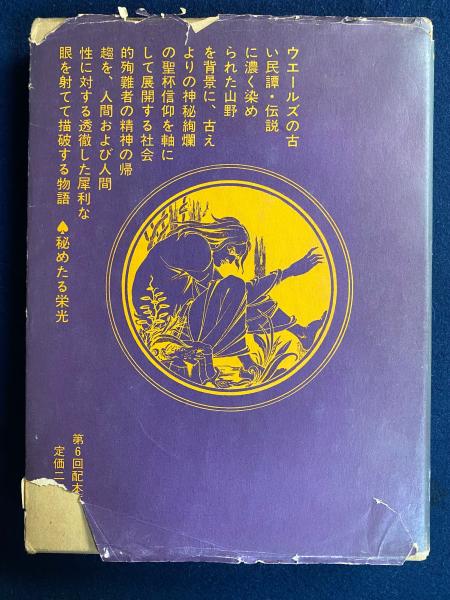 ウエールズの古
い民譚・伝説
に濃く染め
られた山野
を背景に、古え
よりの神秘絢爛
の聖杯信仰を軸に
して展開する社会
的殉難者の精神の帰
趨を、人間および人間
性に対する透徹した犀利な
眼を射てて描破する物語♠秘めたる栄光
第6回配本
定価二